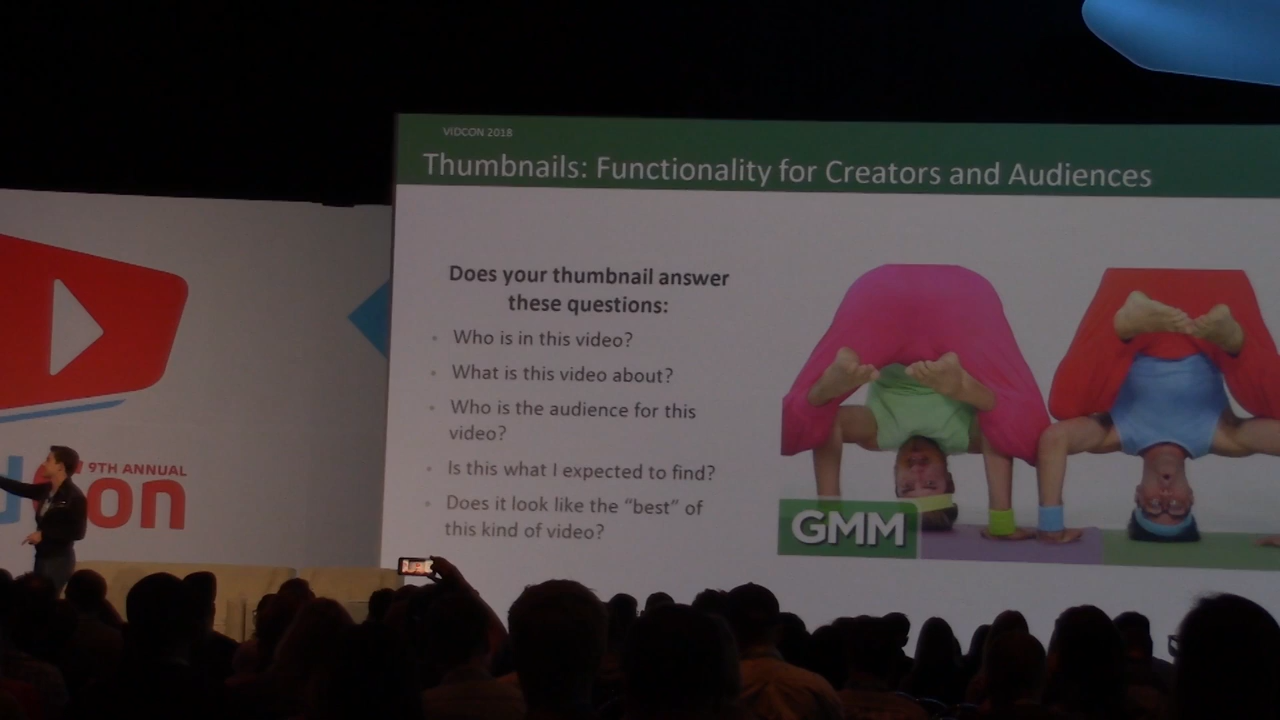 VIDCON 2018
Thumbnails: Functionality for Creators and Audiences
Does your thumbnail answer
these questions:
• Who is in this video?
• What is this video about?
• Who is the audience for this
video?
• Is this what I expected to find?
• Does it look like the “best” of
this kind of video?
GMM
9TH ANNUAL
con